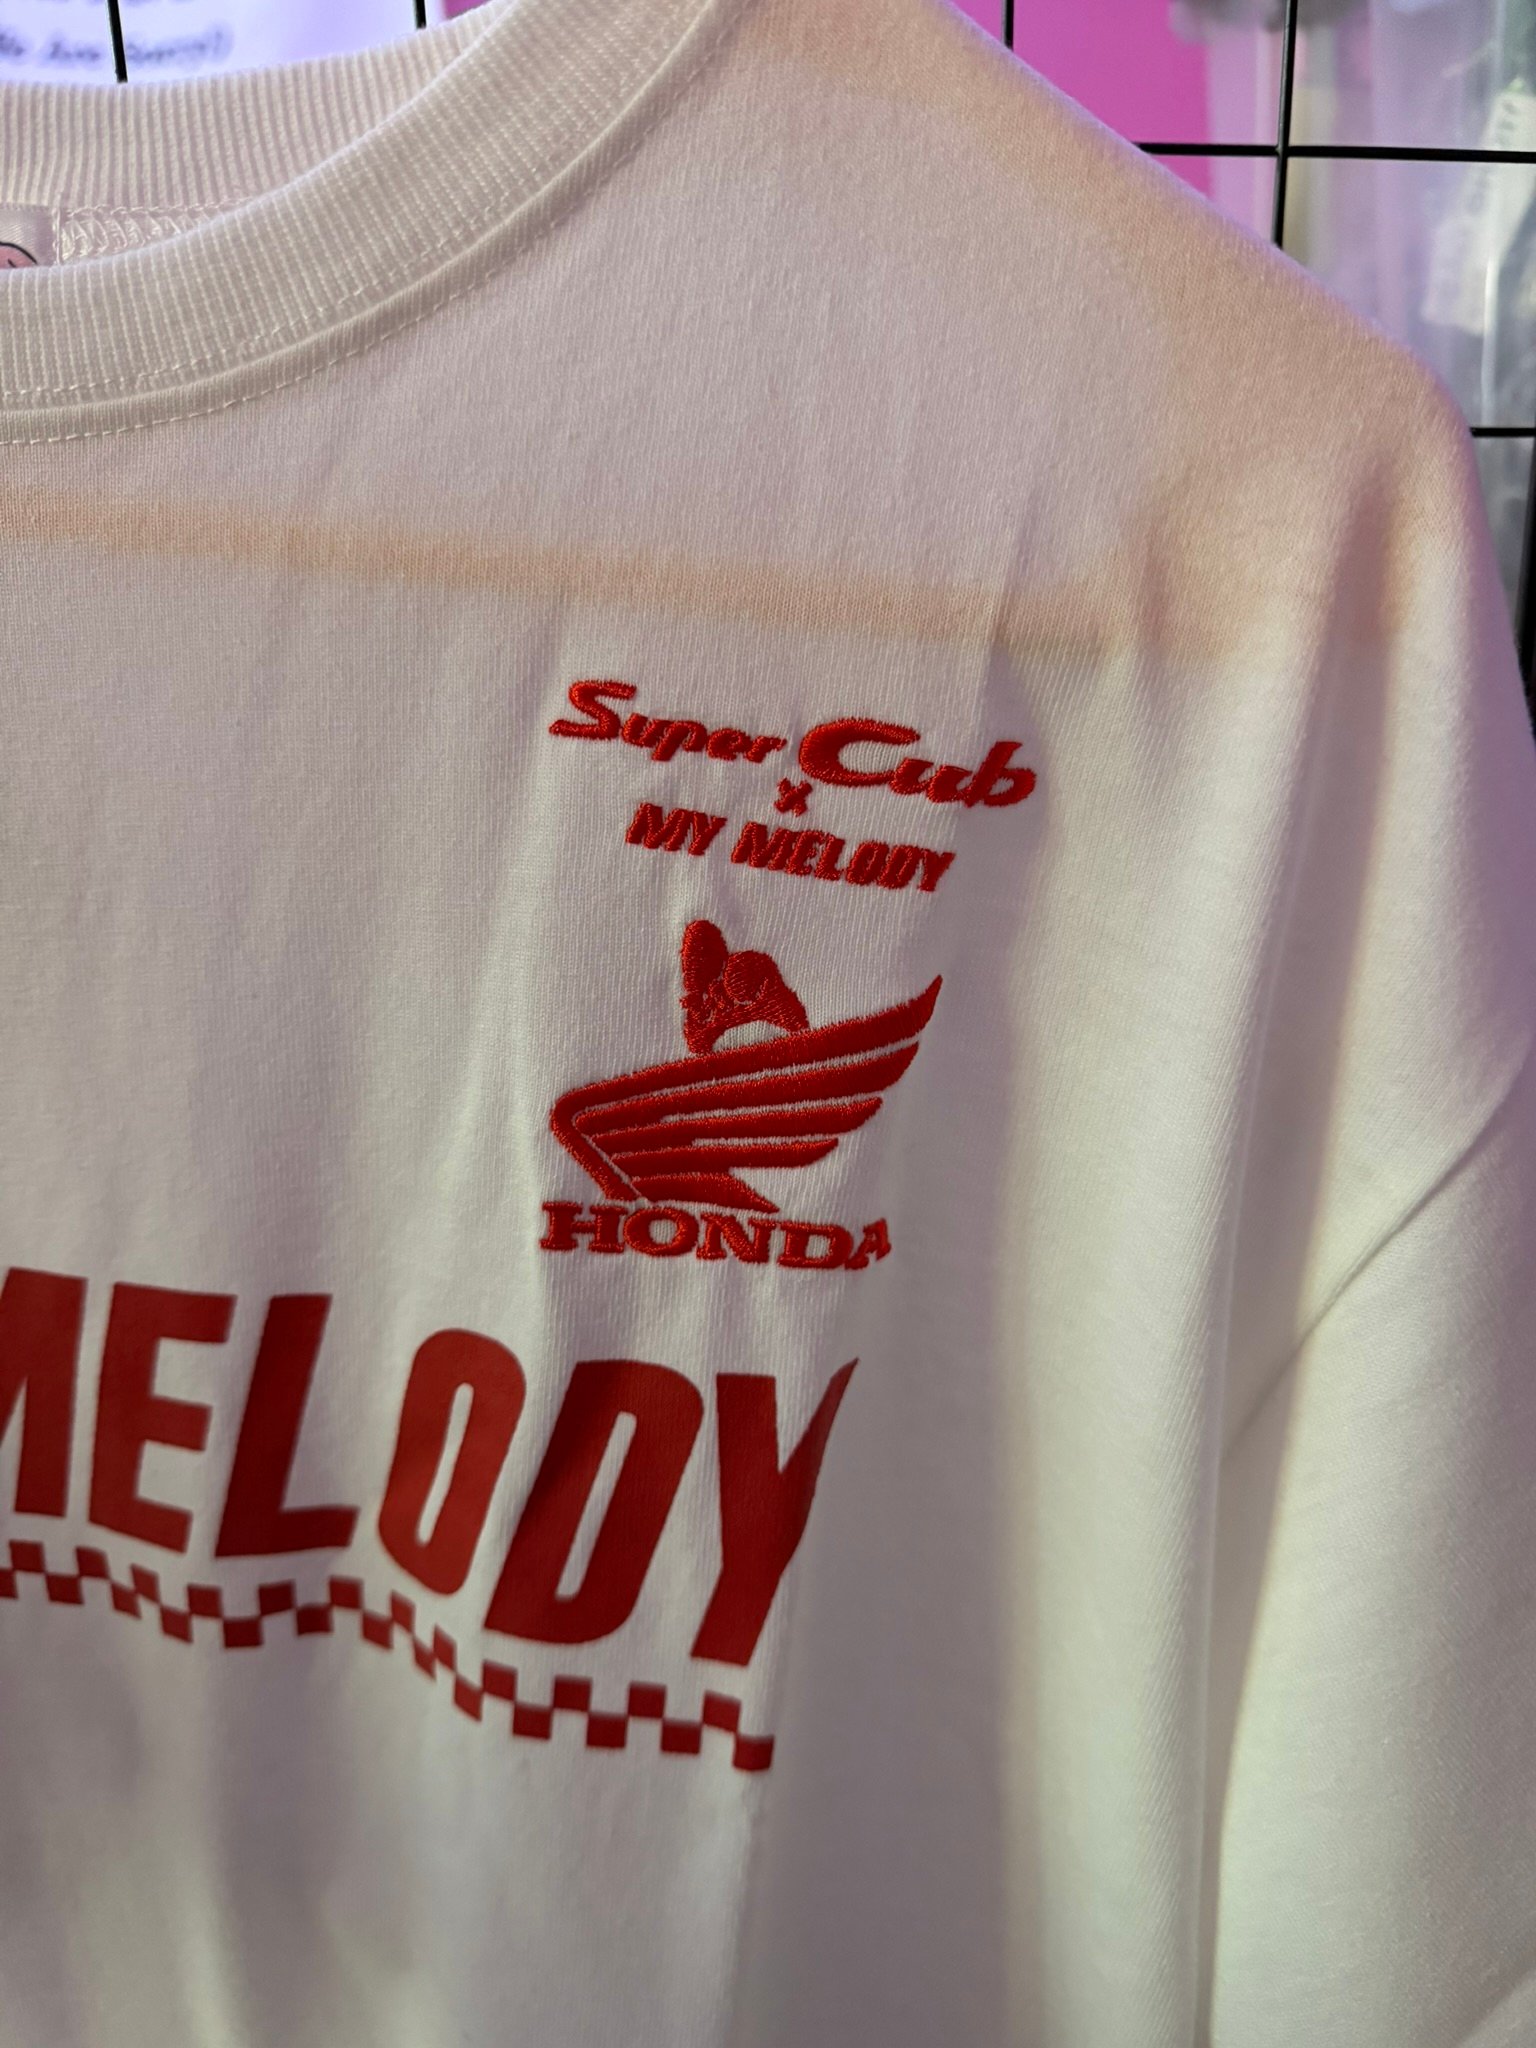 Super Cub
×
MY MELODY
HONDA
MELODY